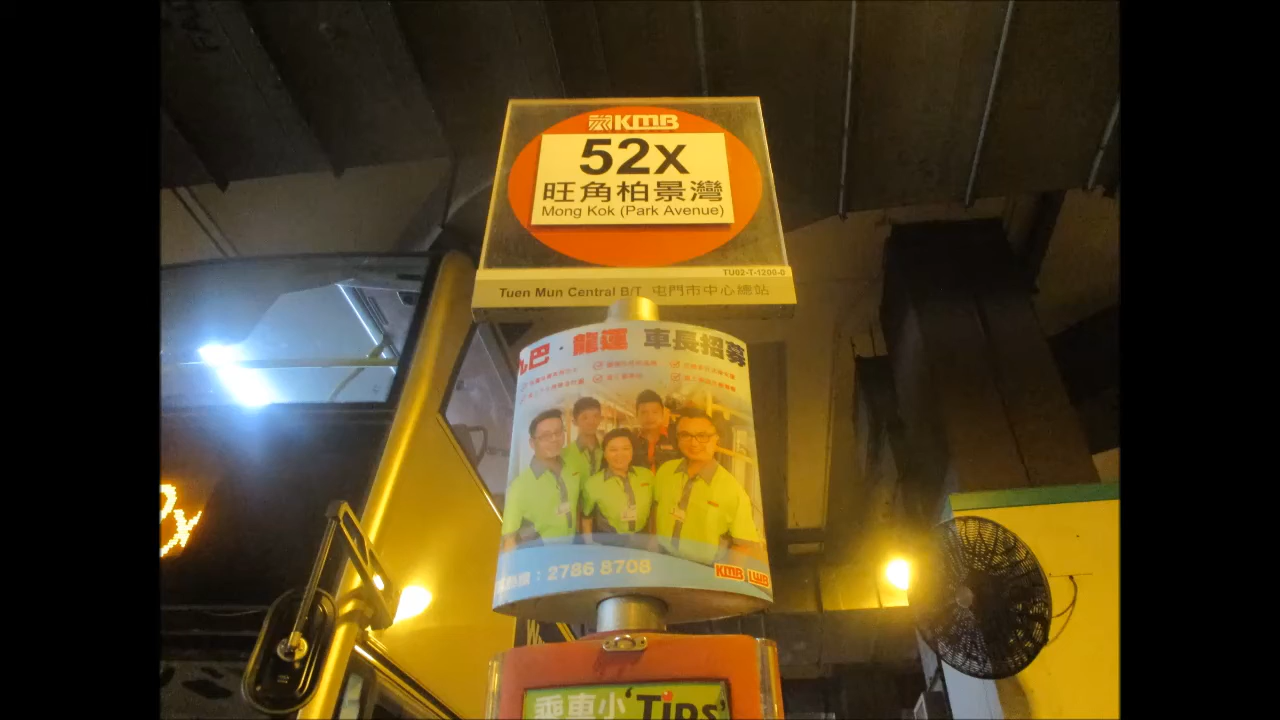 KMB
52X
旺角柏景灣
Mong Kok (Park Avenue)
TU02-T-1200-0
Tuen Mun Central B/T 屯門市中心總站
九巴·龍運 車長招募
2786 8708
KMB LWB
乘車小'Tips'